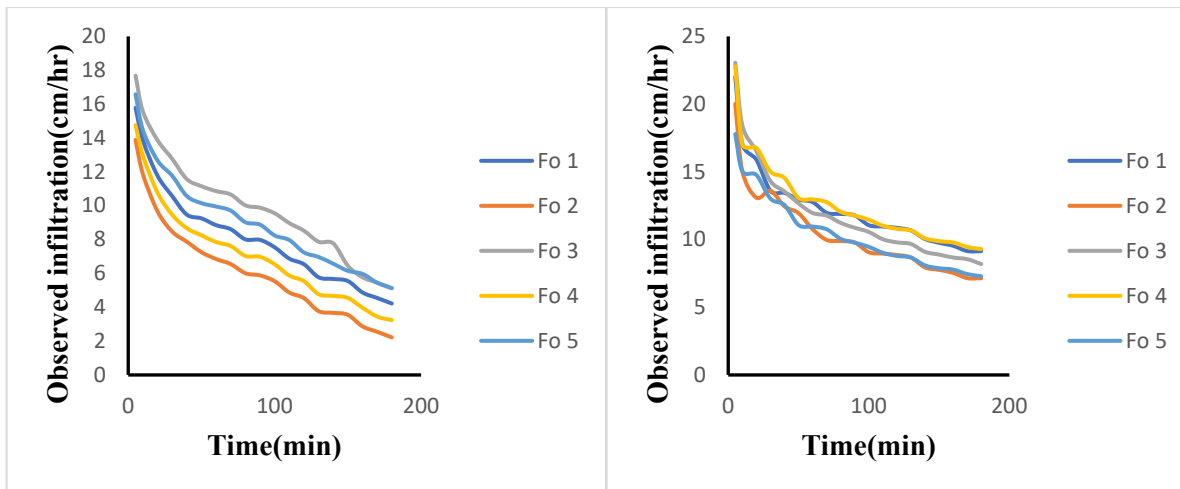 Observed infiltration(cm/hr)
20
18
16
14
12
10
8
6
4
2
0
0 100 200
Time(min)
Fo 1
Fo 2
Fo 3
Fo 4
Fo 5
Observed infiltration(cm/hr)
25
20
15
10
5
0
0 100 200
Time(min)
Fo 1
Fo 2
Fo 3
Fo 4
Fo 5